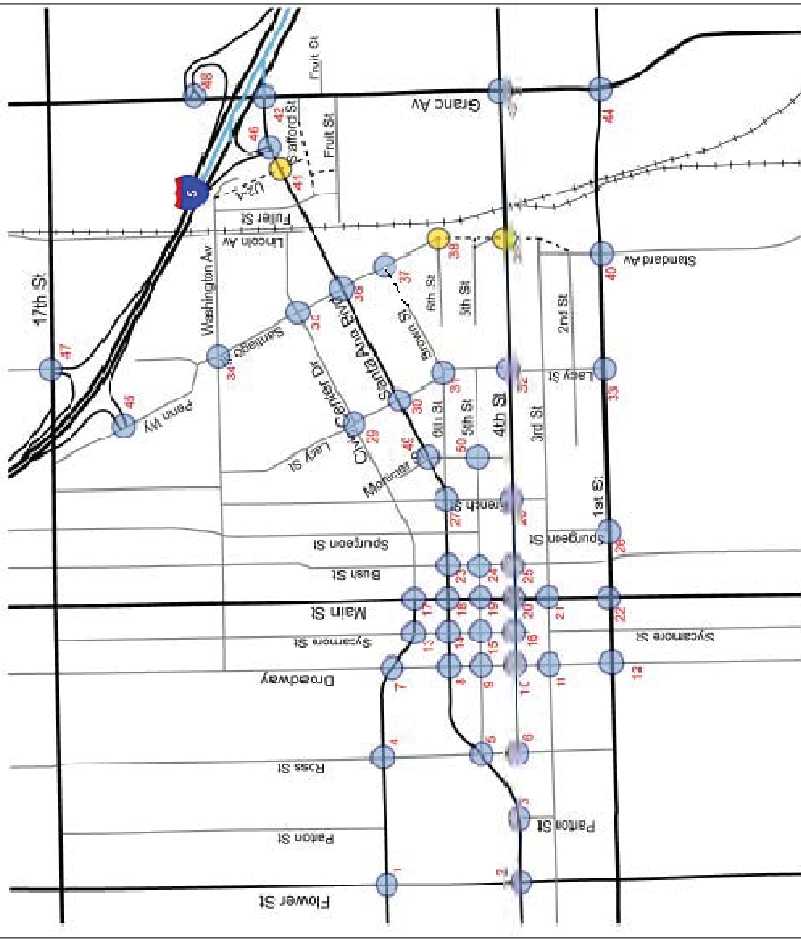 48
Fruit St
42
Grand Av
44
46
Stafford St
Fruit St
41
5
Fuller St
Lincoln Av
17th St
Washington Av
38
37
36
35
6th St
5th St
2nd St
40
Standard Av
47
34
Santiago
Santa Ana Blvd
Brown St
31
32
Lacy St
33
45
Penn Wy
Civic Center Dr
30
6th St
5th St
4th St
3rd St
29
Lacy St
49
50
27
French St
1st St
Spurgeon St
Spurgeon St
26
Bush St
23
24
25
Main St
17
18
19
20
21
22
Sycamore St
13
14
15
16
Sycamore St
Broadway
7
8
9
10
11
12
Ross St
4
5
6
3
Parton St
Parton St
1
2
Flower St